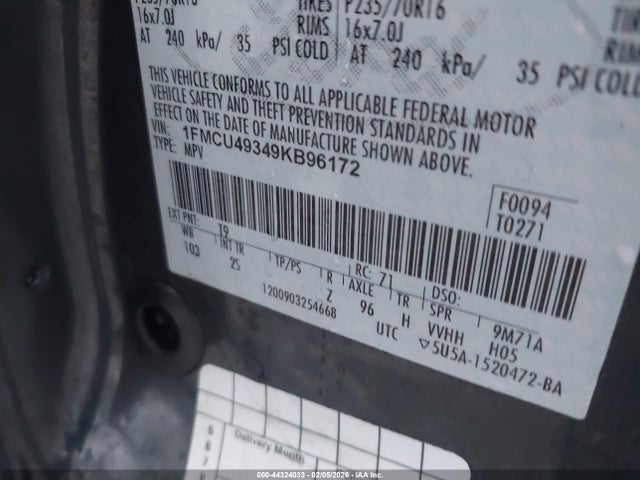 TIRES P235/70R16
16x7.0J RIMS 16x7.0J RIMS
AT 240 kPa/ 35 PSI COLD AT 240 kPa/ 35 PSI COLD
THIS VEHICLE CONFORMS TO ALL APPLICABLE FEDERAL MOTOR
VEHICLE SAFETY AND THEFT PREVENTION STANDARDS IN
EFFECT ON THE DATE OF MANUFACTURE SHOWN ABOVE.
VIN: 1FMCU49349KB96172
TYPE: MPV
F0094
T0271
EXT PNT: T9 RC: 71 DSO:
WB INT TR TP/PS R AXLE TR SPR 9M71A
103 25 Z 96 H VVHH H05
1200903254668 UTC ▽5U5A-1520472-BA
Delivery Month
5
6
7
000-44324033 - 02/05/2026 - IAA Inc.